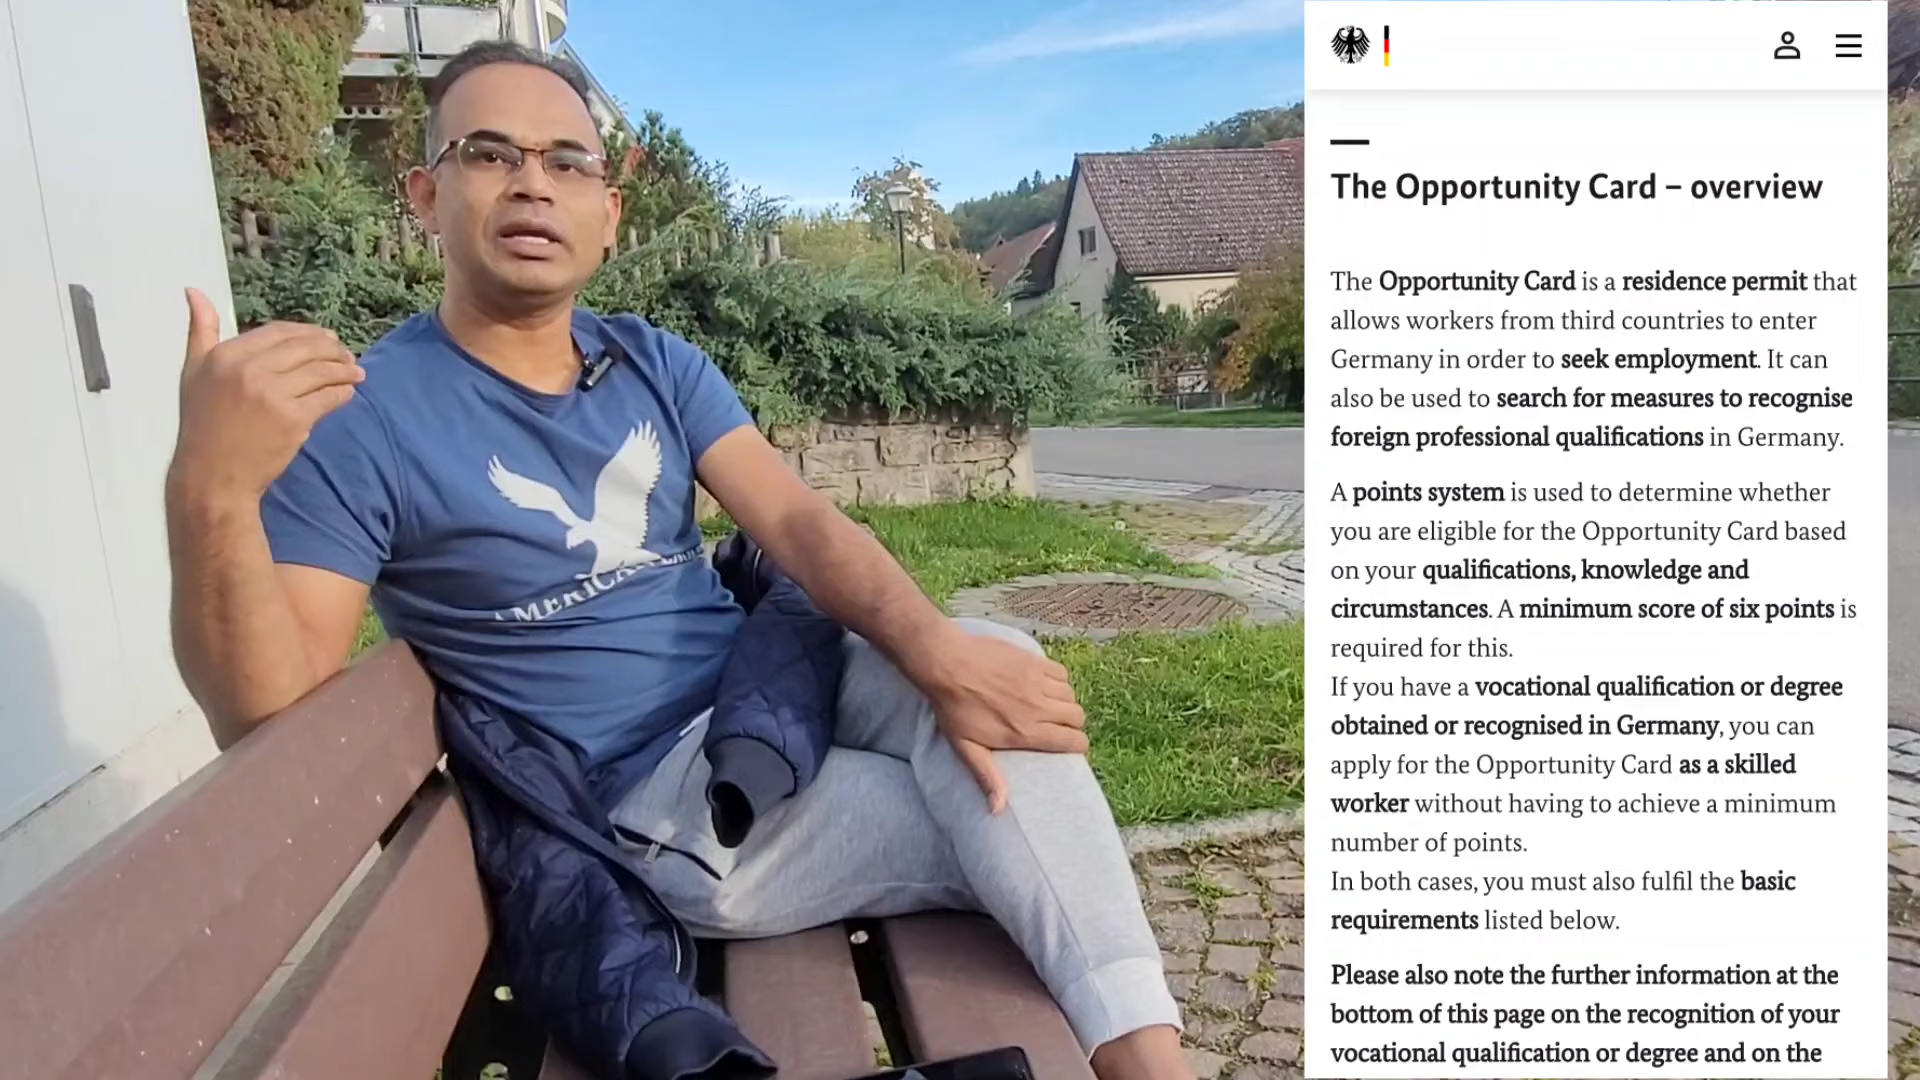 AMERICAN EAGLE
The Opportunity Card – overview
The Opportunity Card is a residence permit that
allows workers from third countries to enter
Germany in order to seek employment. It can
also be used to search for measures to recognise
foreign professional qualifications in Germany.
A points system is used to determine whether
you are eligible for the Opportunity Card based
on your qualifications, knowledge and
circumstances. A minimum score of six points is
required for this.
If you have a vocational qualification or degree
obtained or recognised in Germany, you can
apply for the Opportunity Card as a skilled
worker without having to achieve a minimum
number of points.
In both cases, you must also fulfil the basic
requirements listed below.
Please also note the further information at the
bottom of this page on the recognition of your
vocational qualification or degree and on the